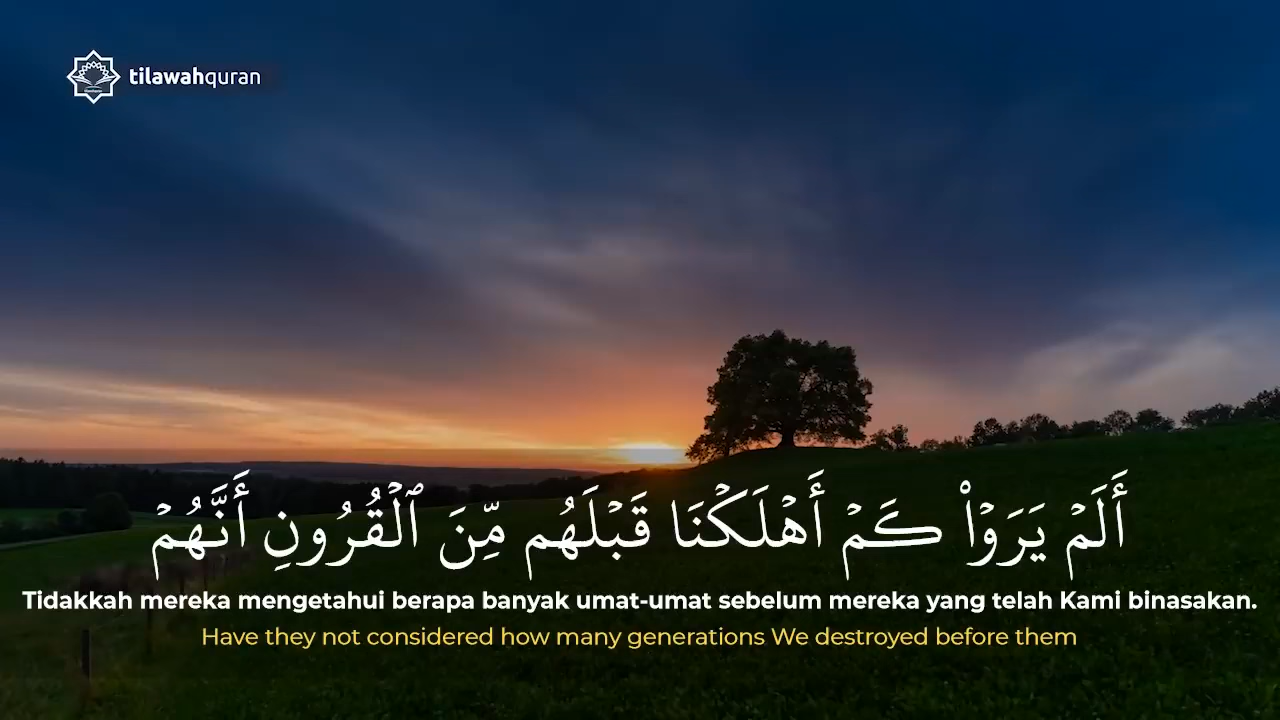 tilawahquran
أَلَمۡ يَرَوۡاْ كَمۡ أَهۡلَكۡنَا قَبۡلَهُم مِّنَ ٱلۡقُرُونِ أَنَّهُمۡ
Tidakkah mereka mengetahui berapa banyak umat-umat sebelum mereka yang telah Kami binasakan.
Have they not considered how many generations We destroyed before them